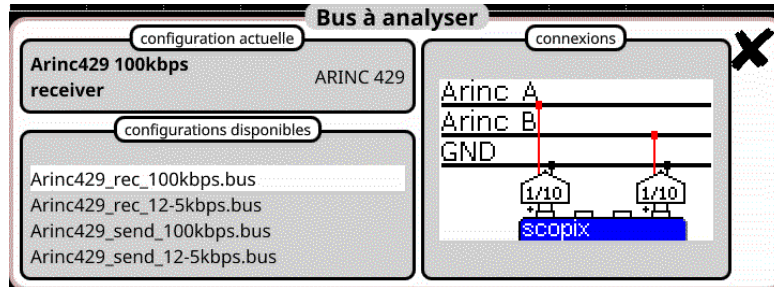 Bus à analyser
configuration actuelle
Arinc429 100kbps
receiver
ARINC 429
configurations disponibles
Arinc429_rec_100kbps.bus
Arinc429_rec_12-5kbps.bus
Arinc429_send_100kbps.bus
Arinc429_send_12-5kbps.bus
connexions
Arinc A
Arinc B
GND
1/10 1/10
scopix